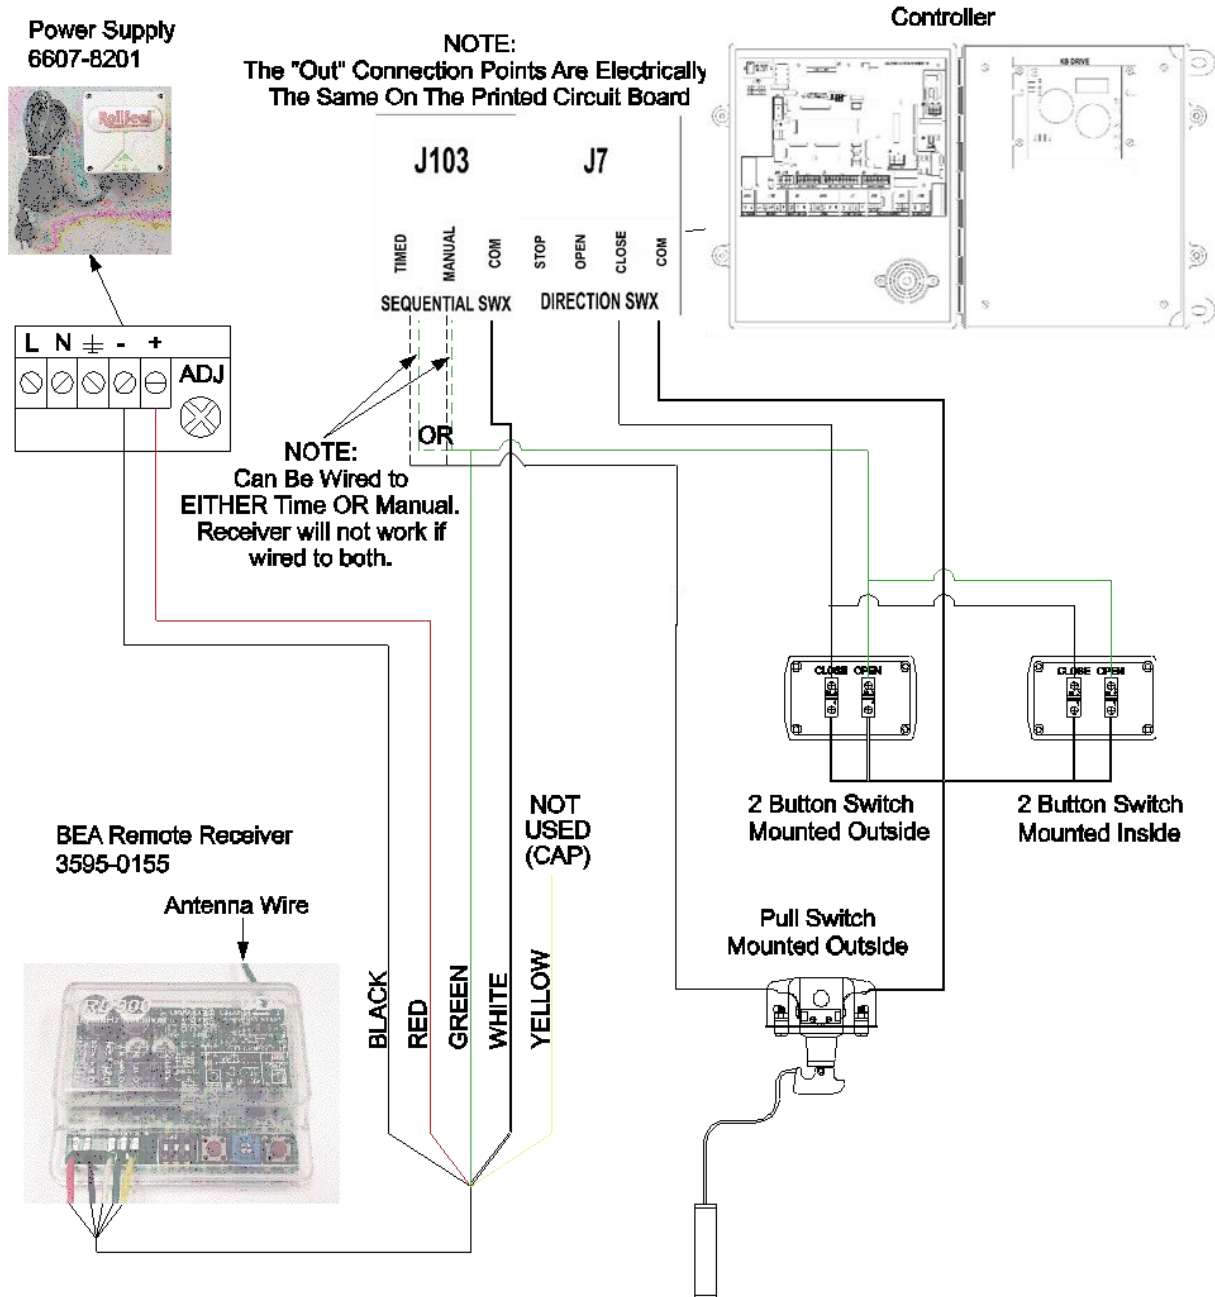 Controller
Power Supply
6607-8201
NOTE:
The "Out" Connection Points Are Electrically
The Same On The Printed Circuit Board
KB DRIVE
J103
J7
TIMED
MANUAL
COM
STOP
OPEN
CLOSE
COM
SEQUENTIAL SWX
DIRECTION SWX
L N - +
ADJ
OR
NOTE:
Can Be Wired to
EITHER Time OR Manual.
Receiver will not work if
wired to both.
CLOSE OPEN
CLOSE OPEN
2 Button Switch
Mounted Outside
2 Button Switch
Mounted Inside
NOT
USED
(CAP)
BEA Remote Receiver
3595-0155
Antenna Wire
Pull Switch
Mounted Outside
BLACK
RED
GREEN
WHITE
YELLOW